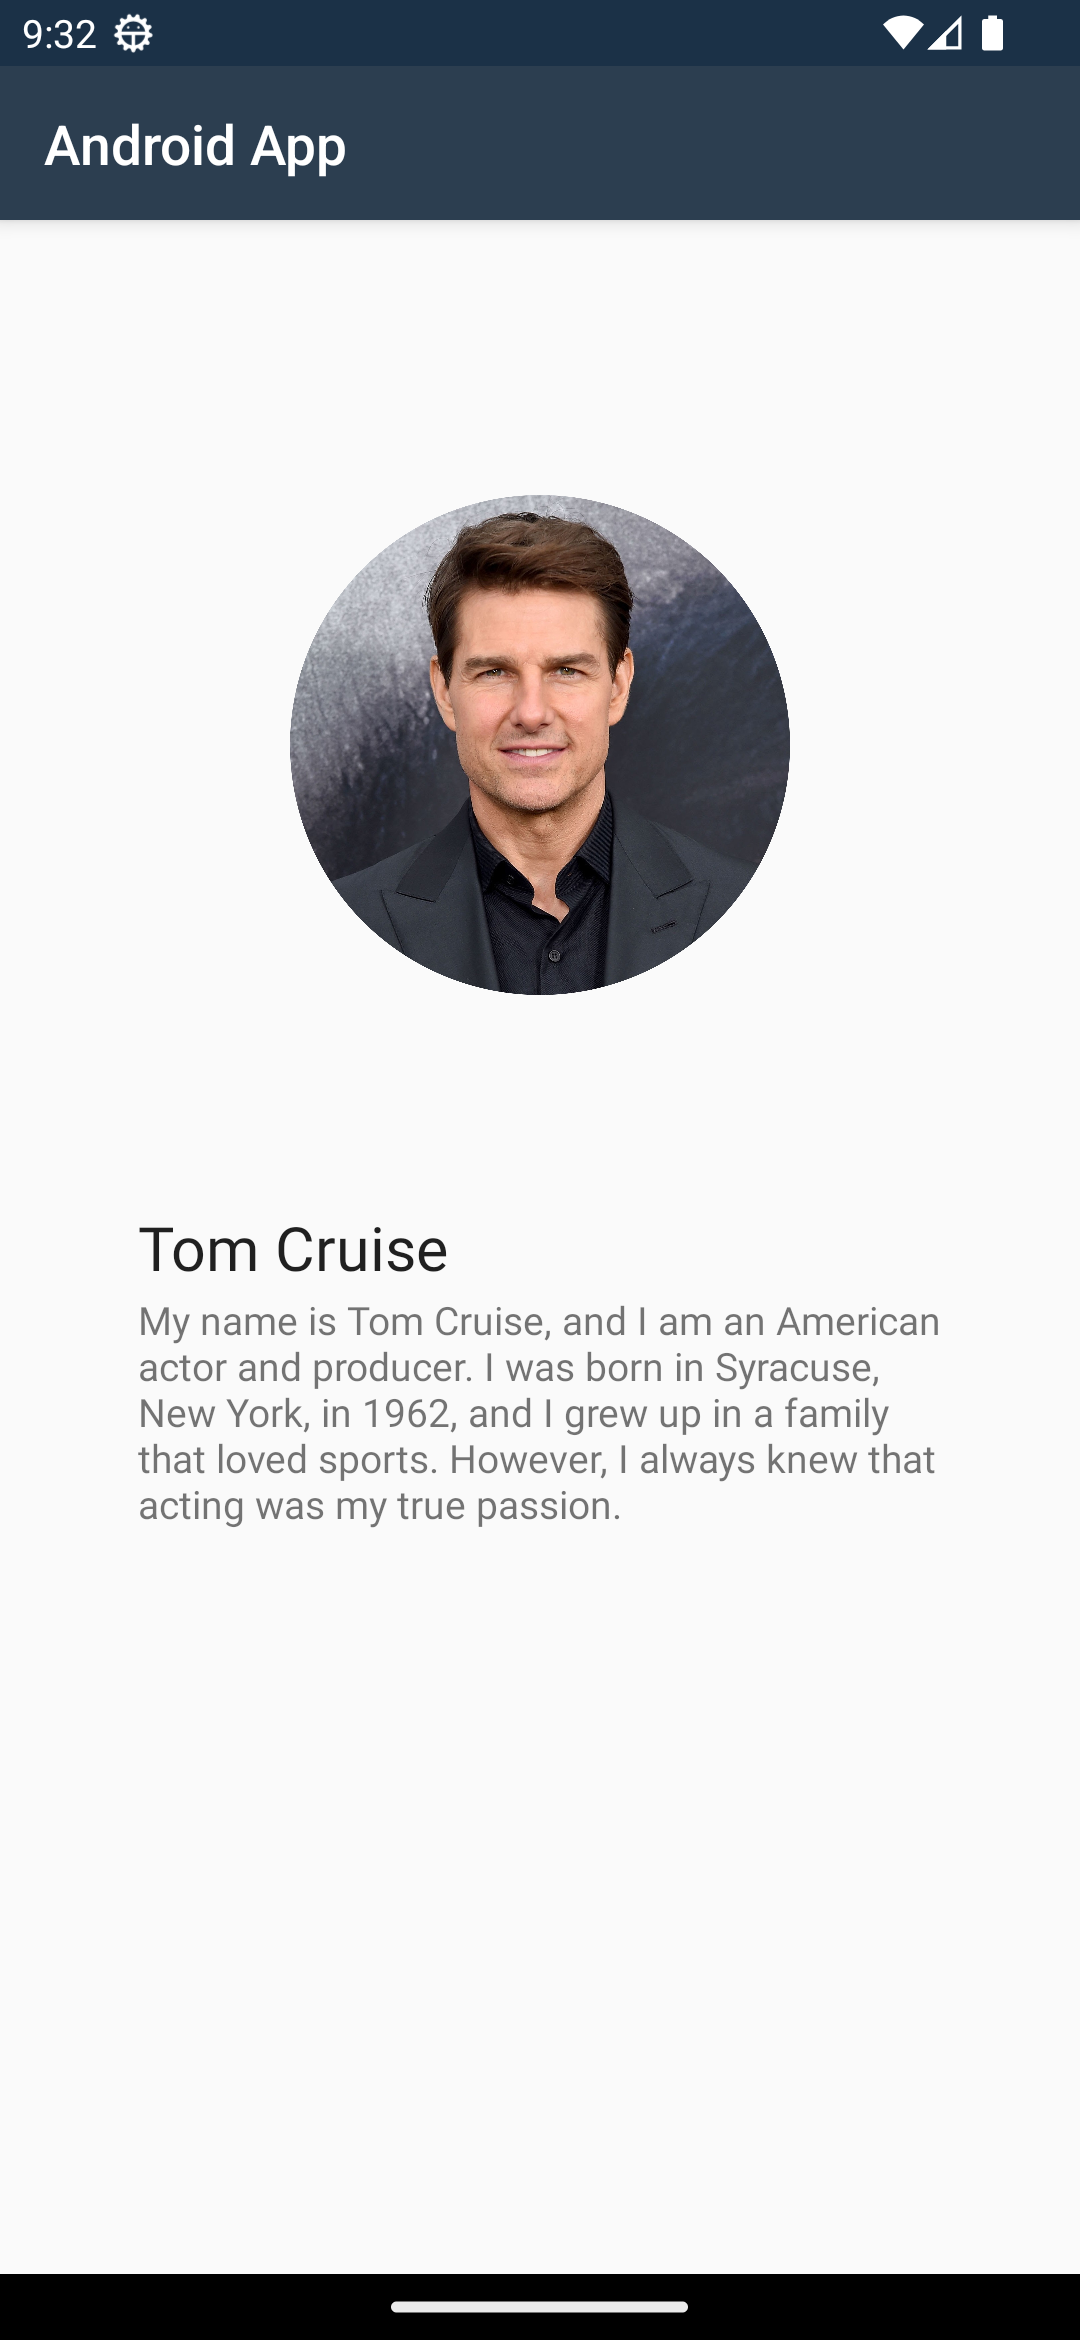 9:32
Android App
Tom Cruise
My name is Tom Cruise, and I am an American
actor and producer. I was born in Syracuse,
New York, in 1962, and I grew up in a family
that loved sports. However, I always knew that
acting was my true passion.